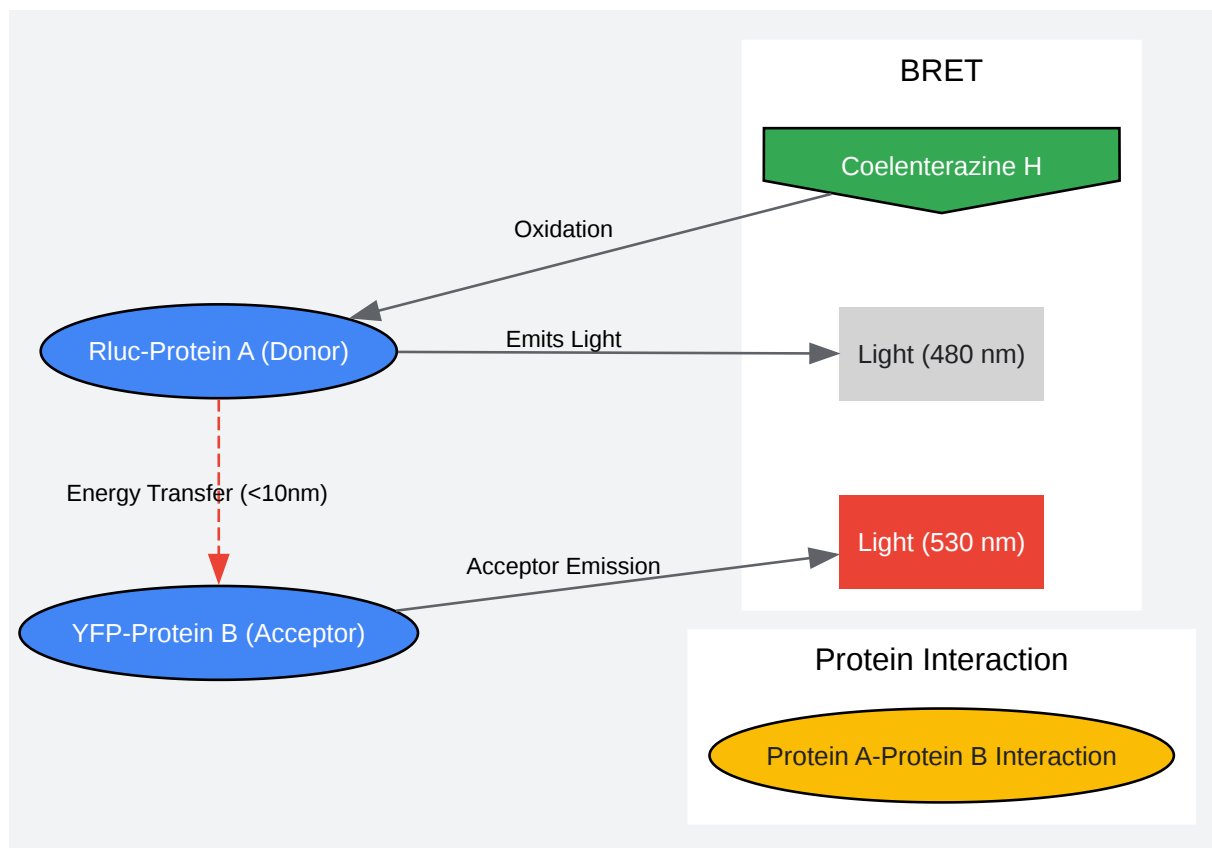 BRET
Coelenterazine H
Oxidation
Rluc-Protein A (Donor)
Emits Light
Light (480 nm)
Energy Transfer (<10nm)
Light (530 nm)
Acceptor Emission
YFP-Protein B (Acceptor)
Protein Interaction
Protein A-Protein B Interaction